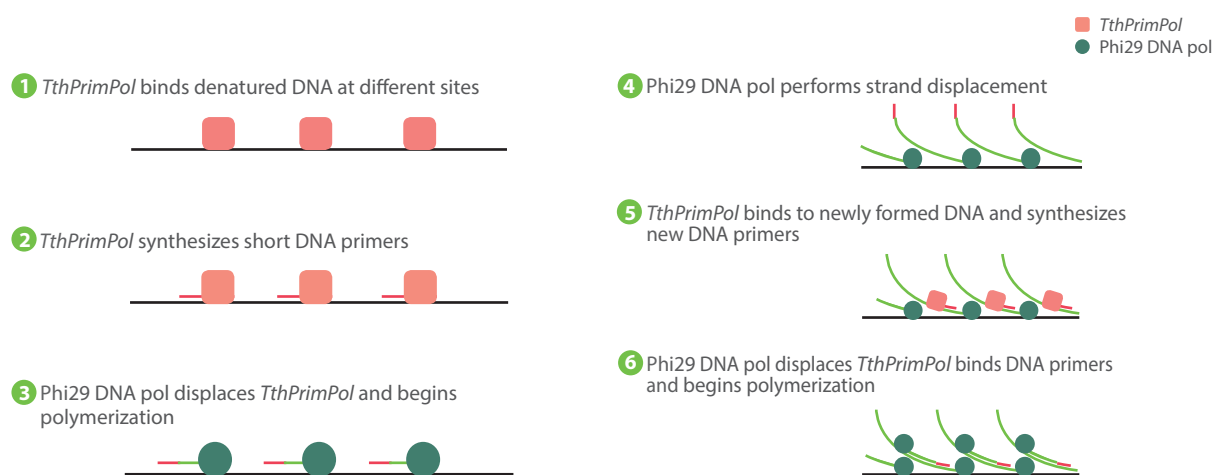 TthPrimPol
Phi29 DNA pol
1 TthPrimPol binds denatured DNA at different sites
2 TthPrimPol synthesizes short DNA primers
3 Phi29 DNA pol displaces TthPrimPol and begins
polymerization
4 Phi29 DNA pol performs strand displacement
5 TthPrimPol binds to newly formed DNA and synthesizes
new DNA primers
6 Phi29 DNA pol displaces TthPrimPol binds DNA primers
and begins polymerization